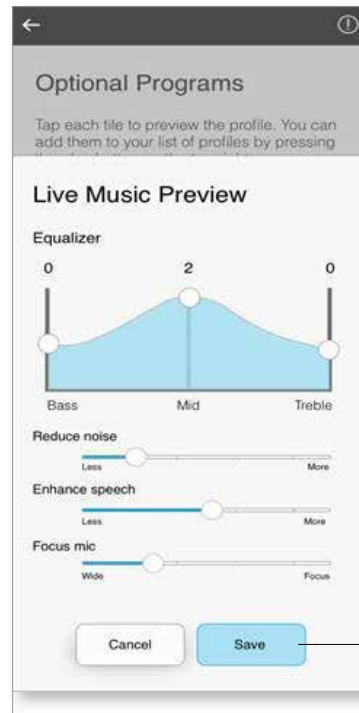 Optional Programs
Tap each tile to preview the profile. You can
add them to your list of profiles by pressing
Live Music Preview
Equalizer
0 2 0
Bass Mid Treble
Reduce noise
Less More
Enhance speech
Less More
Focus mic
Wide Focus
Cancel Save